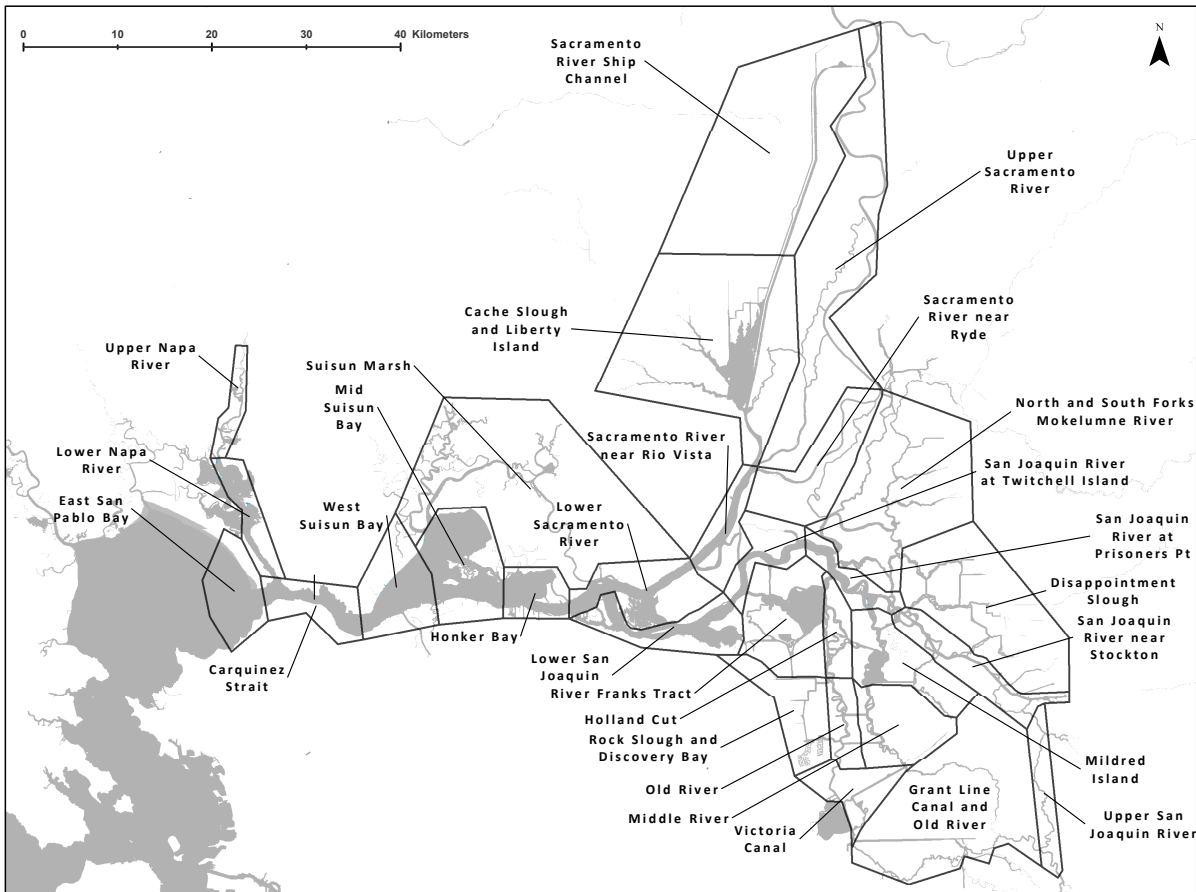 0 10 20 30 40 Kilometers
N
Sacramento
River Ship
Channel
Upper
Sacramento
River
Sacramento
River near
Ryde
Cache Slough
and Liberty
Island
Upper Napa
River
Suisun Marsh
Mid
Suisun
Bay
North and South Forks
Mokelumne River
Sacramento River
near Rio Vista
Lower Napa
River
San Joaquin River
at Twitchell Island
East San
Pablo Bay
West
Suisun Bay
Lower
Sacramento
River
San Joaquin
River at
Prisoners Pt
Disappointment
Slough
San Joaquin
River near
Stockton
Honker Bay
Carquinez
Strait
Lower San
Joaquin
River Franks Tract
Holland Cut
Rock Slough and
Discovery Bay
Old River
Middle River
Victoria
Canal
Grant Line
Canal and
Old River
Mildred
Island
Upper San
Joaquin River